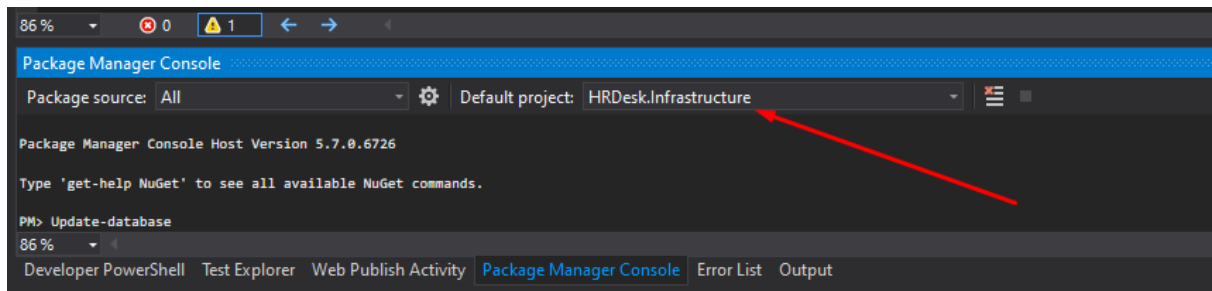 86 % 0 1
Package Manager Console
Package source: All Default project: HRDesk.Infrastructure
Package Manager Console Host Version 5.7.0.6726
Type 'get-help NuGet' to see all available NuGet commands.
PM> Update-database
86 %
Developer PowerShell Test Explorer Web Publish Activity Package Manager Console Error List Output